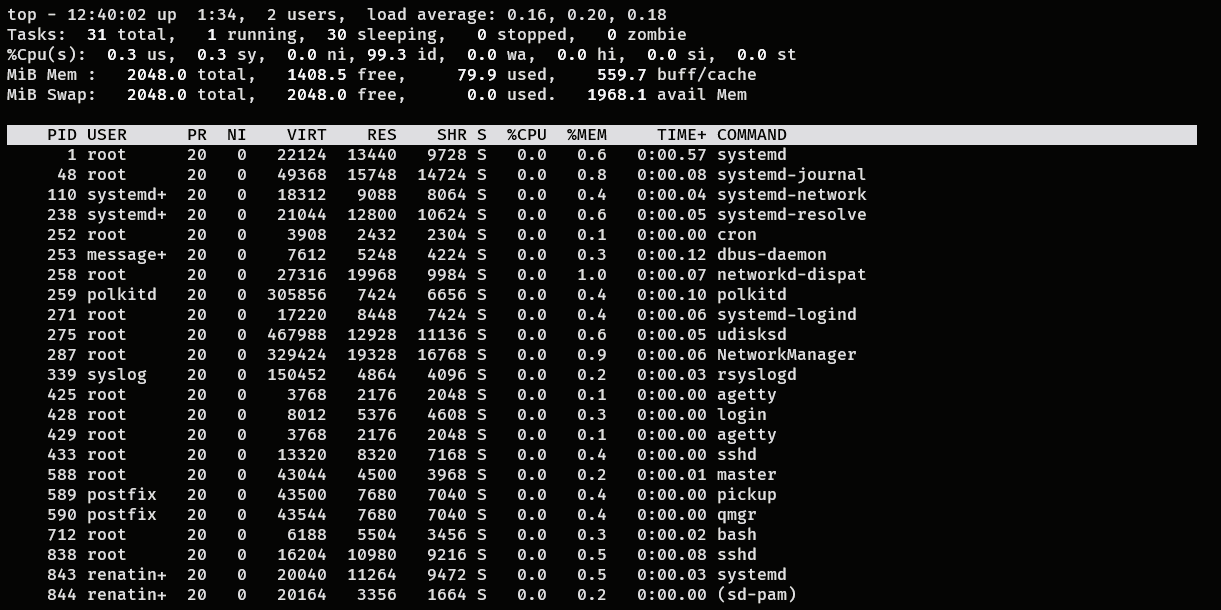 top - 12:40:02 up  1:34,  2 users,  load average: 0.16, 0.20, 0.18
Tasks:  31 total,   1 running,  30 sleeping,   0 stopped,   0 zombie
%Cpu(s):  0.3 us,  0.3 sy,  0.0 ni, 99.3 id,  0.0 wa,  0.0 hi,  0.0 si,  0.0 st
MiB Mem :   2048.0 total,   1408.5 free,     79.9 used,    559.7 buff/cache
MiB Swap:   2048.0 total,   2048.0 free,      0.0 used.   1968.1 avail Mem

    PID USER      PR  NI    VIRT    RES    SHR S  %CPU  %MEM     TIME+ COMMAND
      1 root      20   0   22124  13440   9728 S   0.0   0.6   0:00.57 systemd
     48 root      20   0   49368  15748  14724 S   0.0   0.8   0:00.08 systemd-journal
    110 systemd+  20   0   18312   9088   8064 S   0.0   0.4   0:00.04 systemd-network
    238 systemd+  20   0   21044  12800  10624 S   0.0   0.6   0:00.05 systemd-resolve
    252 root      20   0    3908   2432   2304 S   0.0   0.1   0:00.00 cron
    253 message+  20   0    7612   5248   4224 S   0.0   0.3   0:00.12 dbus-daemon
    258 root      20   0   27316  19968   9984 S   0.0   1.0   0:00.07 networkd-dispat
    259 polkitd   20   0  305856   7424   6656 S   0.0   0.4   0:00.10 polkitd
    271 root      20   0   17220   8448   7424 S   0.0   0.4   0:00.06 systemd-logind
    275 root      20   0  467988  12928  11136 S   0.0   0.6   0:00.05 udisksd
    287 root      20   0  329424  19328  16768 S   0.0   0.9   0:00.06 NetworkManager
    339 syslog    20   0  150452   4864   4096 S   0.0   0.2   0:00.03 rsyslogd
    425 root      20   0    3768   2176   2048 S   0.0   0.1   0:00.00 agetty
    428 root      20   0    8012   5376   4608 S   0.0   0.3   0:00.00 login
    429 root      20   0    3768   2176   2048 S   0.0   0.1   0:00.00 agetty
    433 root      20   0   13320   8320   7168 S   0.0   0.4   0:00.00 sshd
    588 root      20   0   43044   4500   3968 S   0.0   0.2   0:00.01 master
    589 postfix   20   0   43500   7680   7040 S   0.0   0.4   0:00.00 pickup
    590 postfix   20   0   43544   7680   7040 S   0.0   0.4   0:00.00 qmgr
    712 root      20   0    6188   5504   3456 S   0.0   0.3   0:00.02 bash
    838 root      20   0   16204  10980   9216 S   0.0   0.5   0:00.08 sshd
    843 renatin+  20   0   20040  11264   9472 S   0.0   0.5   0:00.03 systemd
    844 renatin+  20   0   20164   3356   1664 S   0.0   0.2   0:00.00 (sd-pam)